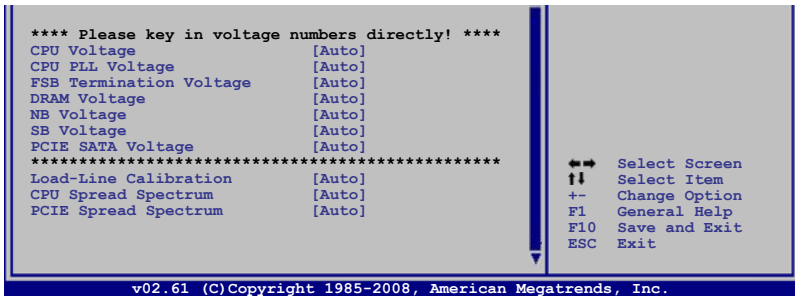 **** Please key in voltage numbers directly! ****
CPU Voltage [Auto]
CPU PLL Voltage [Auto]
FSB Termination Voltage [Auto]
DRAM Voltage [Auto]
NB Voltage [Auto]
SB Voltage [Auto]
PCIE SATA Voltage [Auto]
*************************************************
Load-Line Calibration [Auto]
CPU Spread Spectrum [Auto]
PCIE Spread Spectrum [Auto]
←→ Select Screen
↑↓ Select Item
+- Change Option
F1 General Help
F10 Save and Exit
ESC Exit
v02.61 (C)Copyright 1985-2008, American Megatrends, Inc.